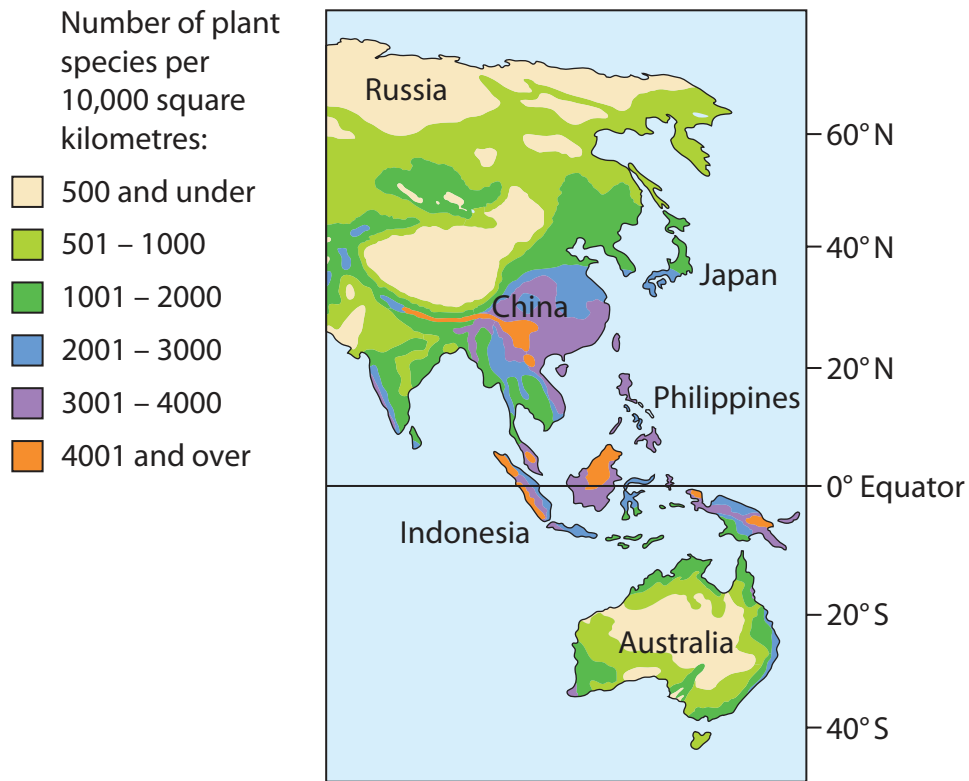 Number of plant
species per
10,000 square
kilometres:
500 and under
501 – 1000
1001 – 2000
2001 – 3000
3001 – 4000
4001 and over
Russia
60° N
40° N
Japan
China
20° N
Philippines
0° Equator
Indonesia
20° S
Australia
40° S